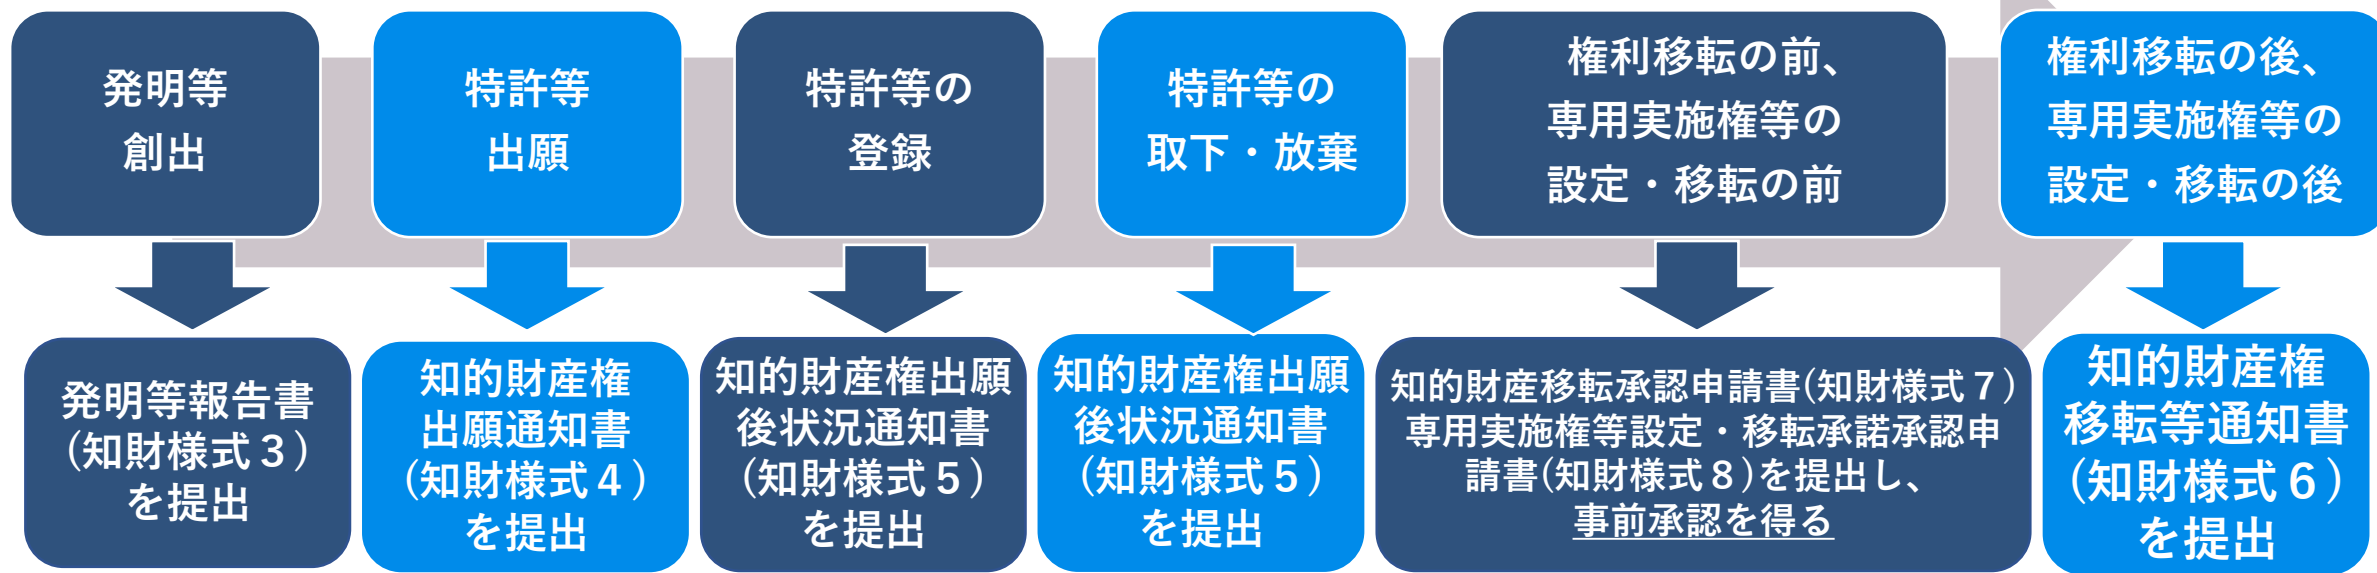 発明等
創出
特許等
出願
特許等の
登録
特許等の
取下・放棄
権利移転の前、
専用実施権等の
設定・移転の前
権利移転の後、
専用実施権等の
設定・移転の後
発明等報告書
(知財様式３)
を提出
知的財産権
出願通知書
(知財様式４)
を提出
知的財産権出願
後状況通知書
(知財様式５)
を提出
知的財産権出願
後状況通知書
(知財様式５)
を提出
知的財産移転承認申請書(知財様式７)
専用実施権等設定・移転承諾承認申
請書(知財様式８)を提出し、
事前承認を得る
知的財産権
移転等通知書
(知財様式６)
を提出